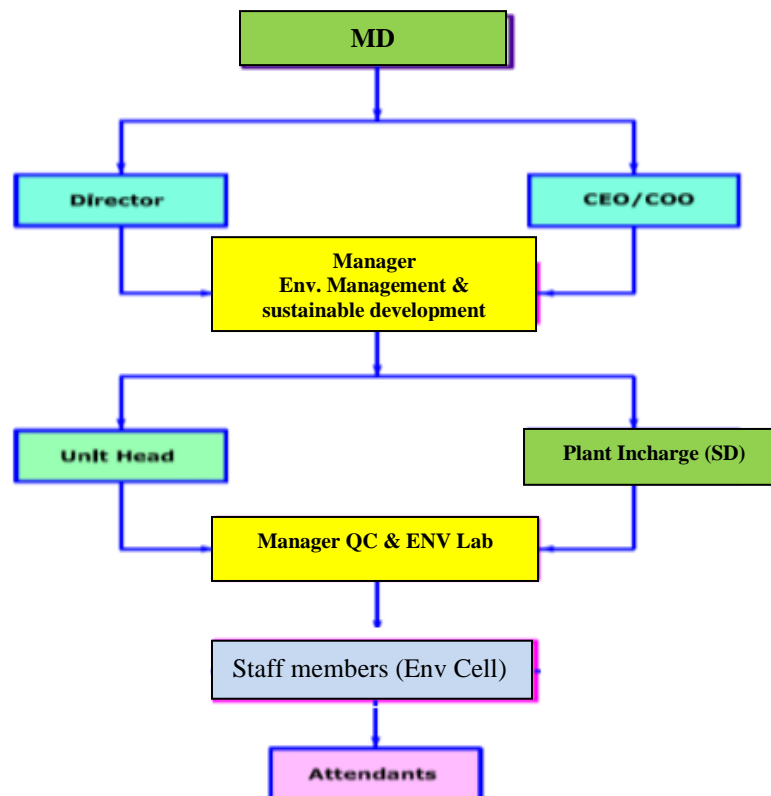 MD
Director
CEO/COO
Manager
Env. Management &
sustainable development
Unit Head
Plant Incharge (SD)
Manager QC & ENV Lab
Staff members (Env Cell)
Attendants